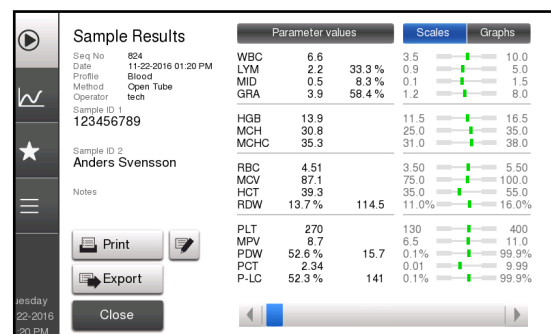 Sample Results
Seq No 824
Date 11-22-2016 01:20 PM
Profile Blood
Method Open Tube
Operator tech
Sample ID 1
123456789
Sample ID 2
Anders Svensson
Notes
Print
Export
Close
esday
22-2016
:20 PM
Parameter values
Scales Graphs
WBC 6.6 3.5 10.0
LYM 2.2 33.3 % 0.9 5.0
MID 0.5 8.3 % 0.1 1.5
GRA 3.9 58.4 % 1.2 8.0
HGB 13.9 11.5 16.5
MCH 30.8 25.0 35.0
MCHC 35.3 31.0 38.0
RBC 4.51 3.50 5.50
MCV 87.1 75.0 100.0
HCT 39.3 35.0 55.0
RDW 13.7 % 114.5 11.0% 16.0%
PLT 270 130 400
MPV 8.7 6.5 11.0
PDW 52.6 % 15.7 0.1% 99.9%
PCT 2.34 0.01 9.99
P-LC 52.3 % 141 0.1% 99.9%